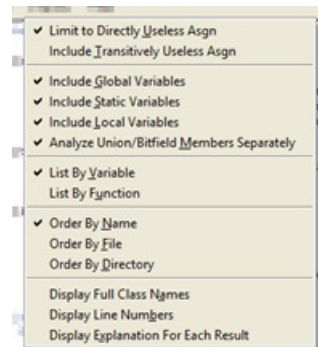 Limit to Directly Useless Asgn
Include Transitively Useless Asgn
Include Global Variables
Include Static Variables
Include Local Variables
Analyze Union/Bitfield Members Separately
List By Variable
List By Function
Order By Name
Order By File
Order By Directory
Display Full Class Names
Display Line Numbers
Display Explanation For Each Result